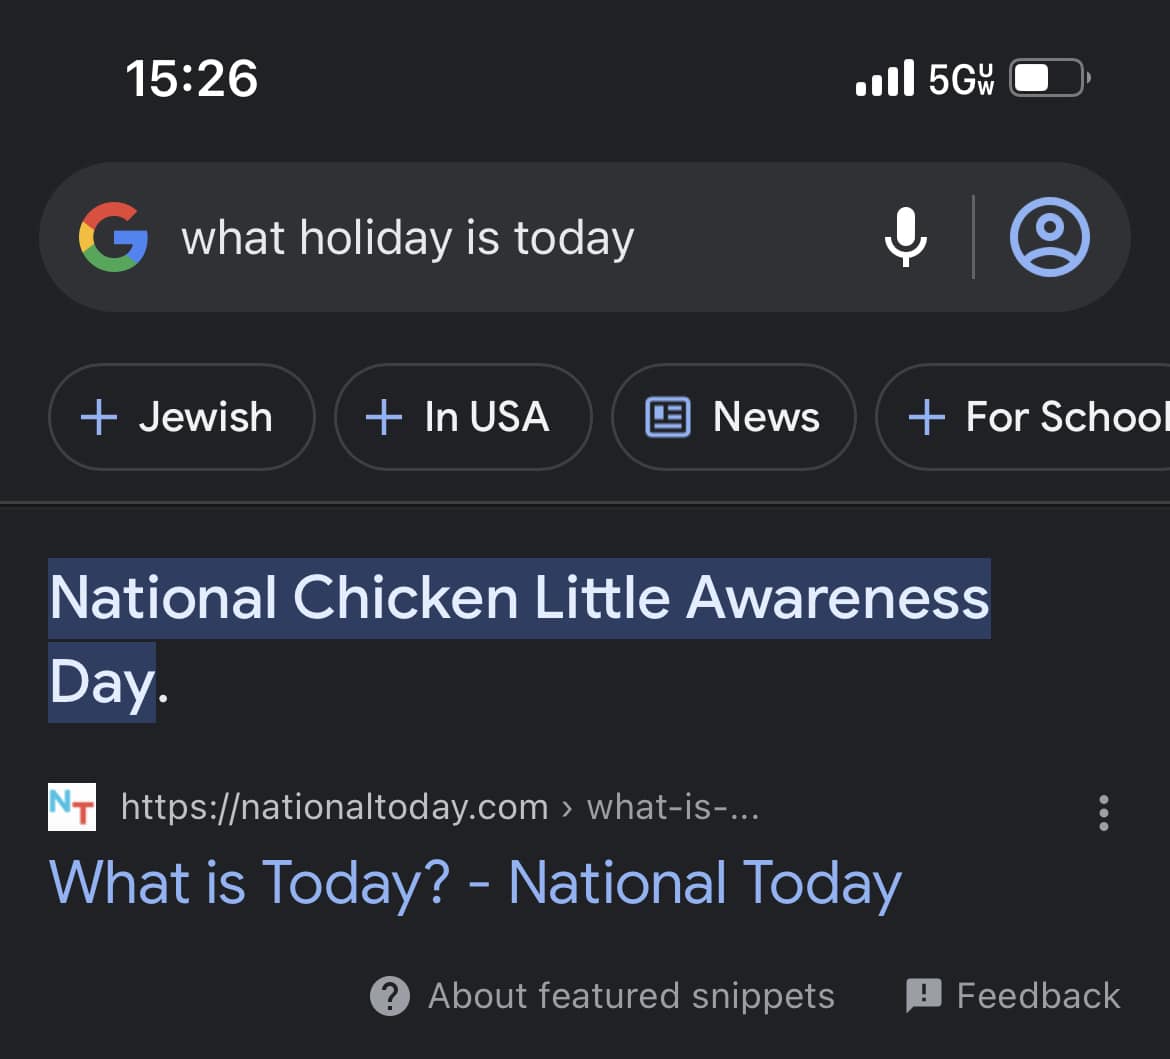 15:26 5G UW
what holiday is today
Jewish In USA News For School
National Chicken Little Awareness
Day.
NT https://nationaltoday.com › what-is-...
What is Today? - National Today
About featured snippets Feedback